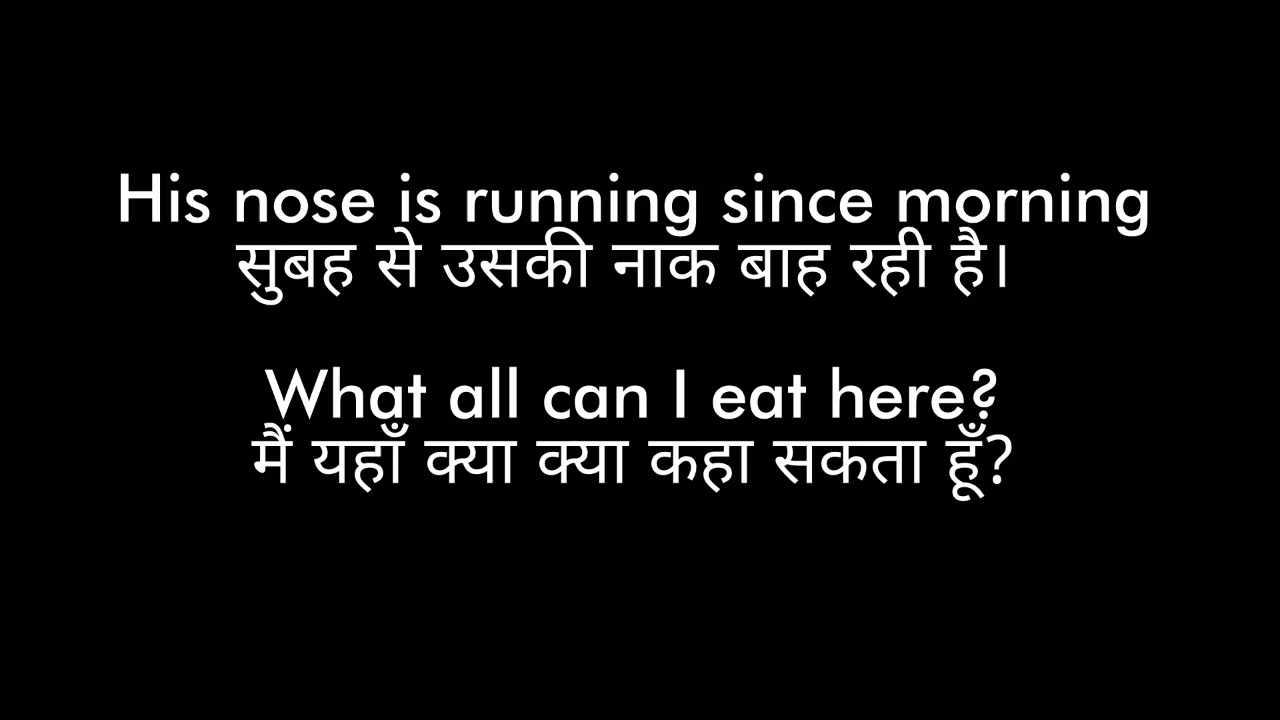 His nose is running since morning
सुबह से उसकी नाक बाह रही है।
What all can I eat here?
मैं यहाँ क्या क्या कहा सकता हूँ?